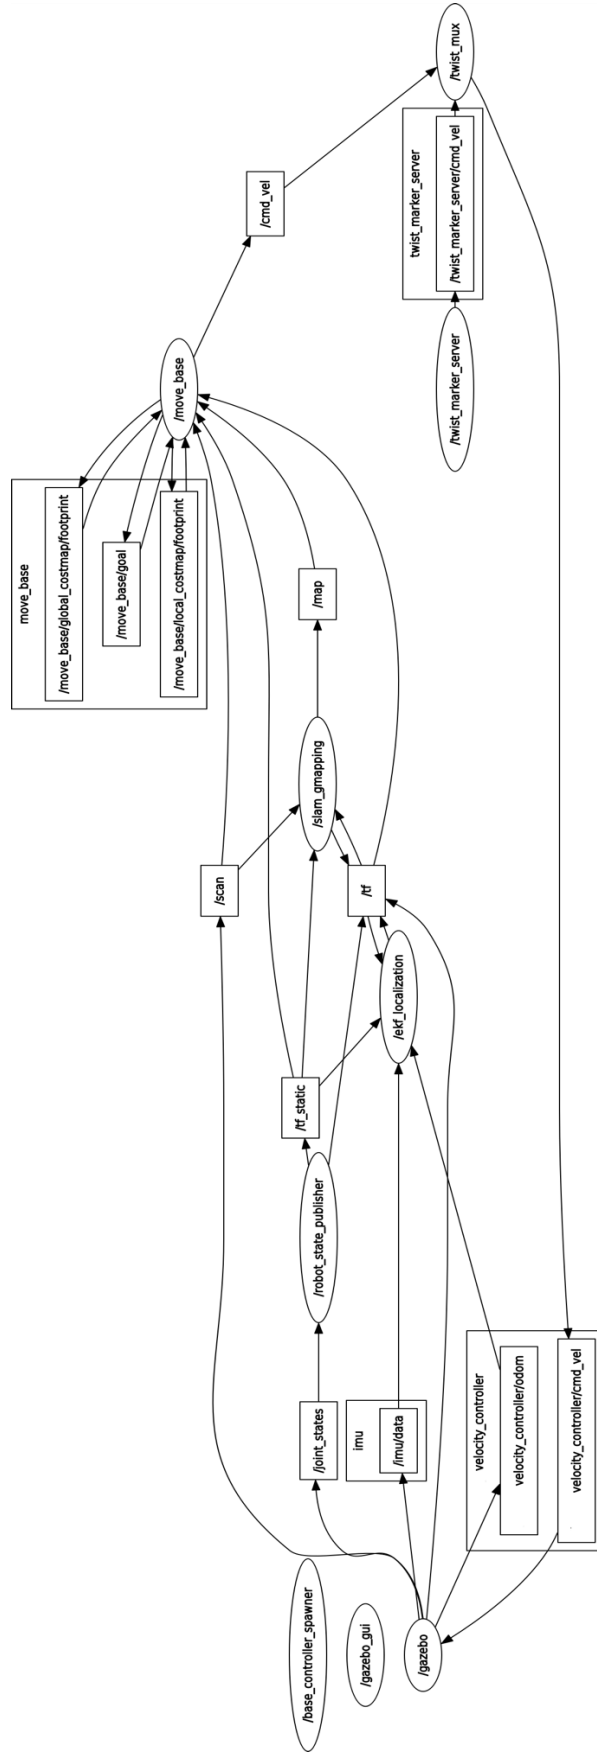 /base_controller_spawner
/gazebo_gui
/gazebo
/joint_states
imu
/imu/data
velocity_controller
velocity_controller/odom
velocity_controller/cmd_vel
/robot_state_publisher
/tf_static
/ekf_localization
/scan
/tf
/slam_gmapping
/map
move_base
/move_base/global_costmap/footprint
/move_base/goal
/move_base/local_costmap/footprint
/move_base
/cmd_vel
/twist_marker_server
twist_marker_server
/twist_marker_server/cmd_vel
/twist_mux